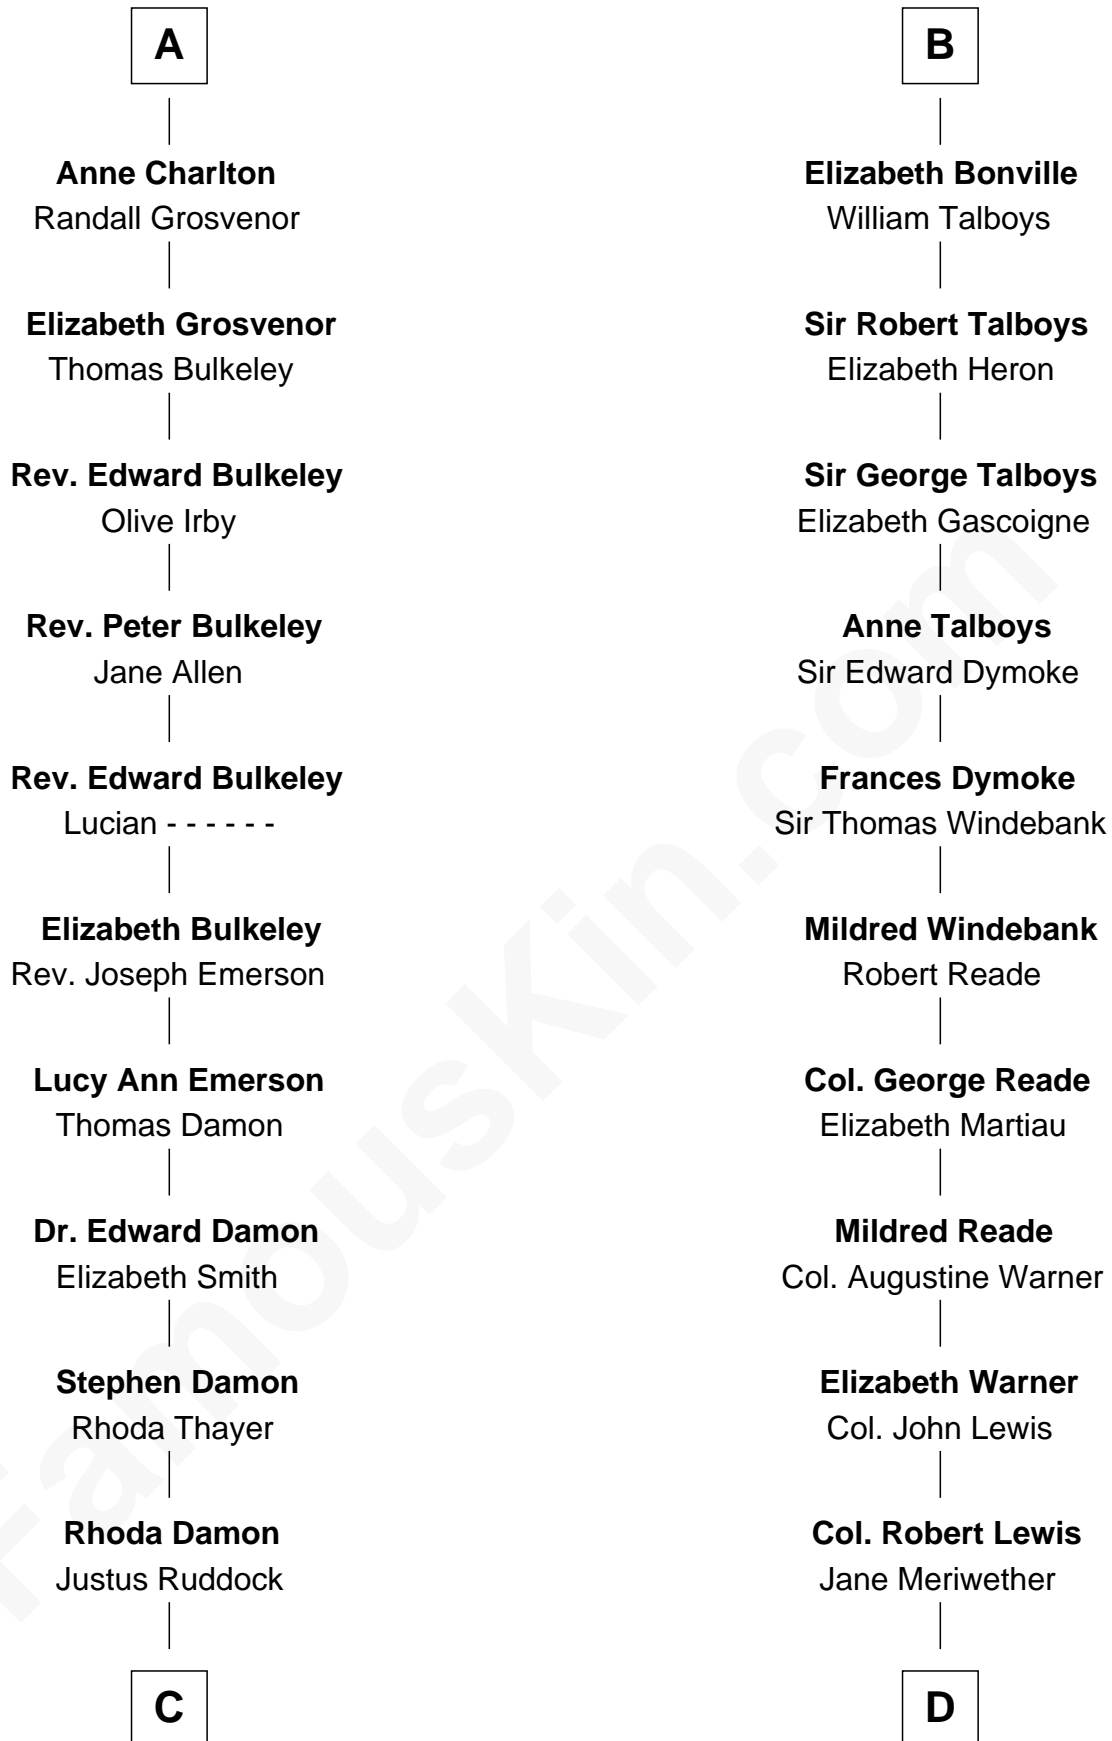 A
Anne Charlton
Randall Grosvenor
Elizabeth Grosvenor
Thomas Bulkeley
Rev. Edward Bulkeley
Olive Irby
Rev. Peter Bulkeley
Jane Allen
Rev. Edward Bulkeley
Lucian - - - - - -
Elizabeth Bulkeley
Rev. Joseph Emerson
Lucy Ann Emerson
Thomas Damon
Dr. Edward Damon
Elizabeth Smith
Stephen Damon
Rhoda Thayer
Rhoda Damon
Justus Ruddock
C
B
Elizabeth Bonville
William Talboys
Sir Robert Talboys
Elizabeth Heron
Sir George Talboys
Elizabeth Gascoigne
Anne Talboys
Sir Edward Dymoke
Frances Dymoke
Sir Thomas Windebank
Mildred Windebank
Robert Reade
Col. George Reade
Elizabeth Martiau
Mildred Reade
Col. Augustine Warner
Elizabeth Warner
Col. John Lewis
Col. Robert Lewis
Jane Meriwether
D
FamousKin.com